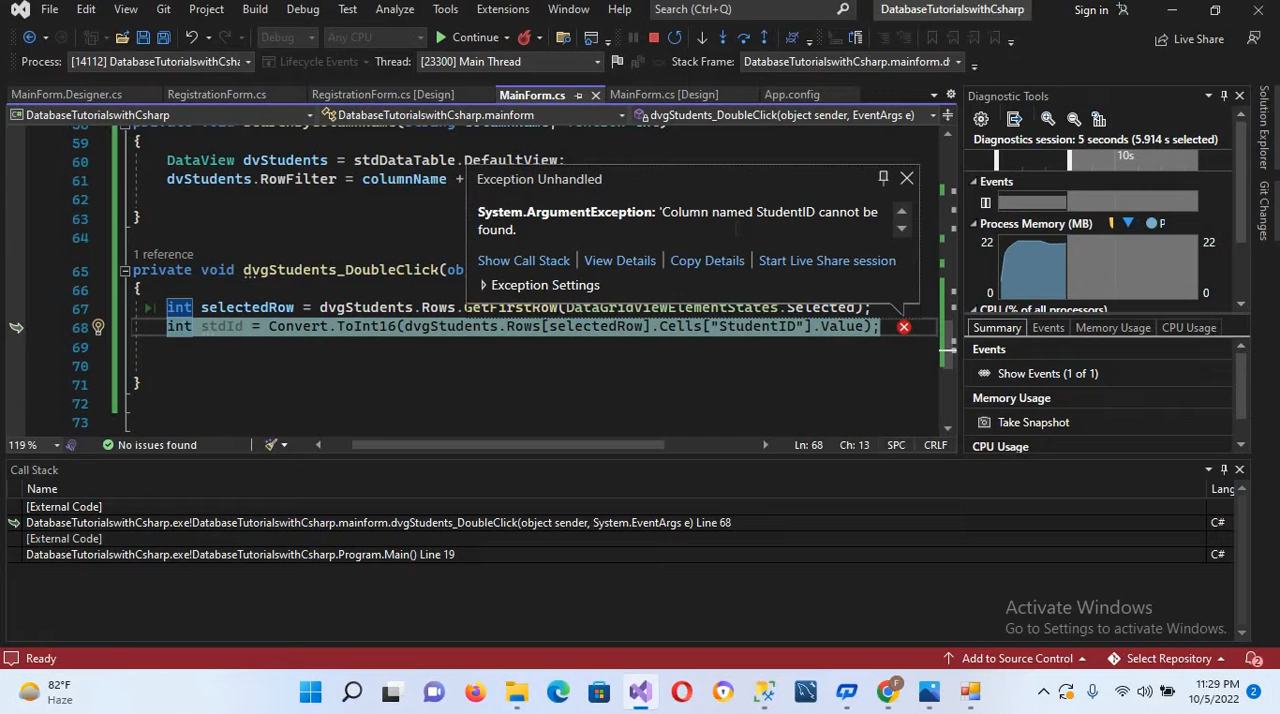 File Edit View Git Project Build Debug Test Analyze Tools Extensions Window Help Search (Ctrl+Q) DatabaseTutorialswithCsharp Sign in
Debug Any CPU Continue Live Share
Process: [14112] DatabaseTutorialswithCsha Lifecycle Events Thread: [23300] Main Thread Stack Frame: DatabaseTutorialswithCsharp.mainform.d
MainForm.Designer.cs RegistrationForm.cs RegistrationForm.cs [Design] MainForm.cs MainForm.cs [Design] App.config
DatabaseTutorialswithCsharp DatabaseTutorialswithCsharp.mainform dvgStudents_DoubleClick(object sender, EventArgs e)
59 {
60 DataView dvStudents = stdDataTable.DefaultView;
61 dvStudents.RowFilter = columnName +
62
63 }
64
1 reference
65 private void dvgStudents_DoubleClick(ob
66 {
67 int selectedRow = dvgStudents.Rows.GetFirstRow(DataGridViewElementStates.Selected);
68 int stdId = Convert.ToInt16(dvgStudents.Rows[selectedRow].Cells["StudentID"].Value);
69
70
71 }
72
73
Exception Unhandled
System.ArgumentException: 'Column named StudentID cannot be
found.
Show Call Stack View Details Copy Details Start Live Share session
Exception Settings
119 % No issues found Ln: 68 Ch: 13 SPC CRLF
Diagnostic Tools
Diagnostics session: 5 seconds (5.914 s selected)
10s
Events
Process Memory (MB) P
22 22
0 0
CPU (% of all processors)
Summary Events Memory Usage CPU Usage
Events
Show Events (1 of 1)
Memory Usage
Take Snapshot
CPU Usage
Solution Explorer
Call Stack
Name Lang
[External Code]
DatabaseTutorialswithCsharp.exe!DatabaseTutorialswithCsharp.mainform.dvgStudents_DoubleClick(object sender, System.EventArgs e) Line 68 C#
[External Code]
DatabaseTutorialswithCsharp.exe!DatabaseTutorialswithCsharp.Program.Main() Line 19 C#
Activate Windows
Go to Settings to activate Windows.
Ready Add to Source Control Select Repository 2
82°F
Haze
11:29 PM
10/5/2022 2